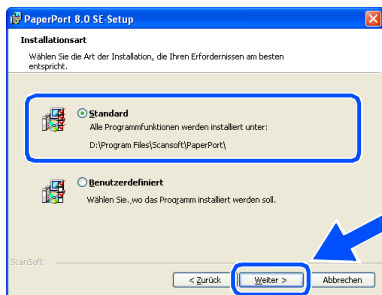 PaperPort 8.0 SE-Setup
Installationsart
Wählen Sie die Art der Installation, die Ihren Erfordernissen am besten
entspricht.
Standard
Alle Programmfunktionen werden installiert unter:
D:\Program Files\Scansoft\PaperPort\
Benutzerdefiniert
Wählen Sie, wo das Programm installiert werden soll.
ScanSoft
< Zurück Weiter > Abbrechen